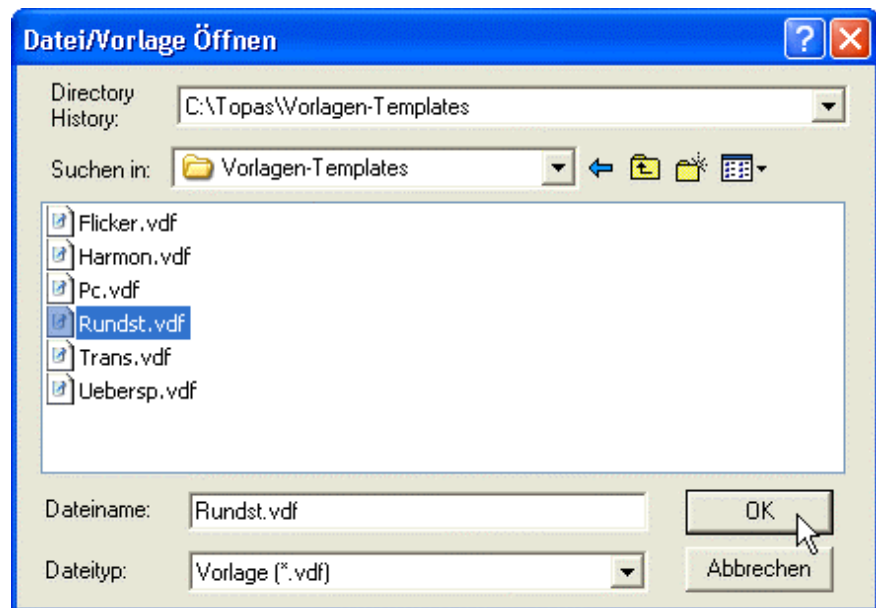 Datei/Vorlage Öffnen
Directory
History:
C:\Topas\Vorlagen-Templates
Suchen in:
Vorlagen-Templates
Flicker.vdf
Harmon.vdf
Pc.vdf
Rundst.vdf
Trans.vdf
Uebersp.vdf
Dateiname:
Rundst.vdf
OK
Dateityp:
Vorlage (*.vdf)
Abbrechen